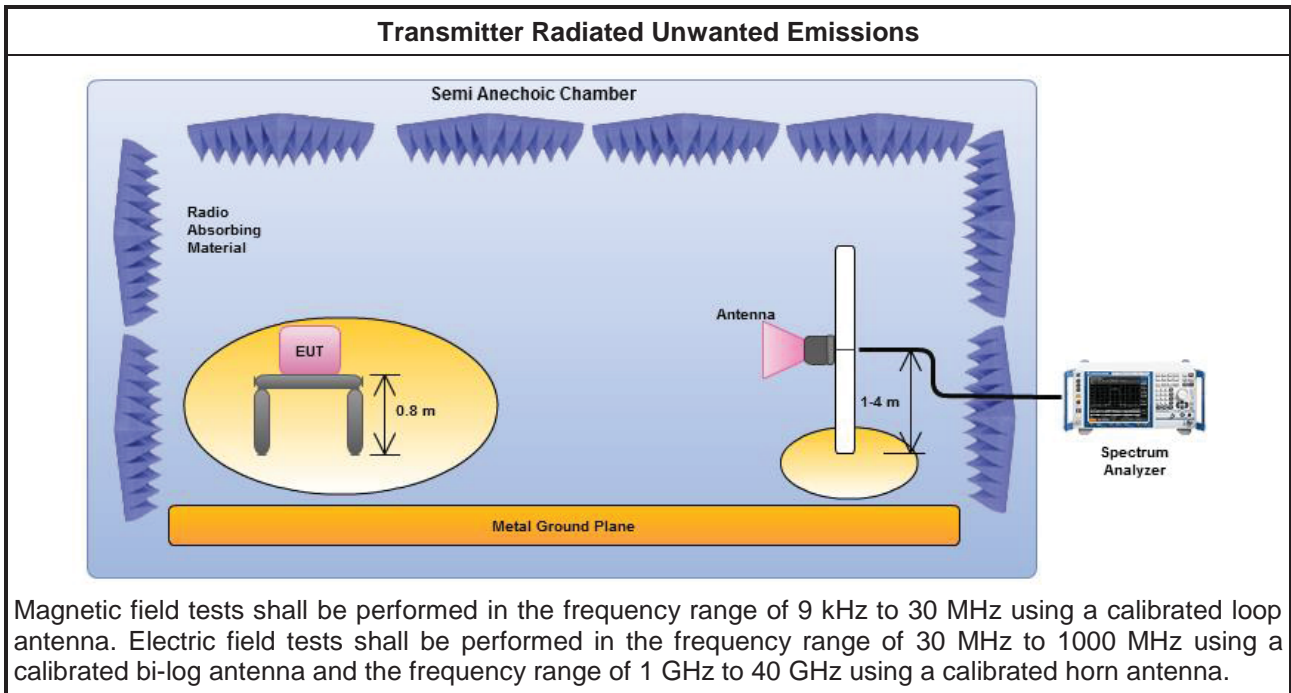 Transmitter Radiated Unwanted Emissions
Semi Anechoic Chamber
Radio
Absorbing
Material
Antenna
EUT
0.8 m
1-4 m
Spectrum
Analyzer
Metal Ground Plane
Magnetic field tests shall be performed in the frequency range of 9 kHz to 30 MHz using a calibrated loop
antenna. Electric field tests shall be performed in the frequency range of 30 MHz to 1000 MHz using a
calibrated bi-log antenna and the frequency range of 1 GHz to 40 GHz using a calibrated horn antenna.